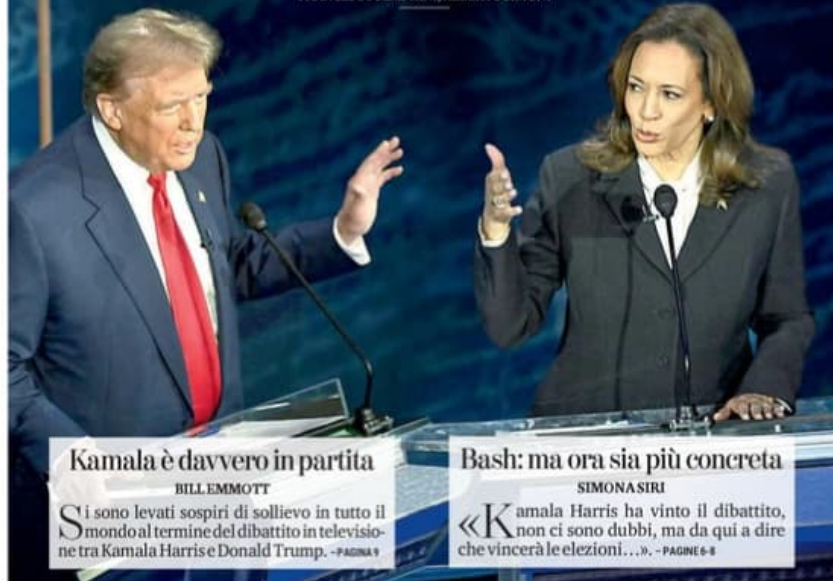 Kamala è davvero in partita
BILL EMMOTT
Si sono levati sospiri di sollievo in tutto il
mondo al termine del dibattito in televisio-
ne tra Kamala Harris e Donald Trump. – PAGINA 9
Bash: ma ora sia più concreta
SIMONA SIRI
«Kamala Harris ha vinto il dibattito,
non ci sono dubbi, ma da qui a dire
che vincerà le elezioni...». – PAGINE 6-8